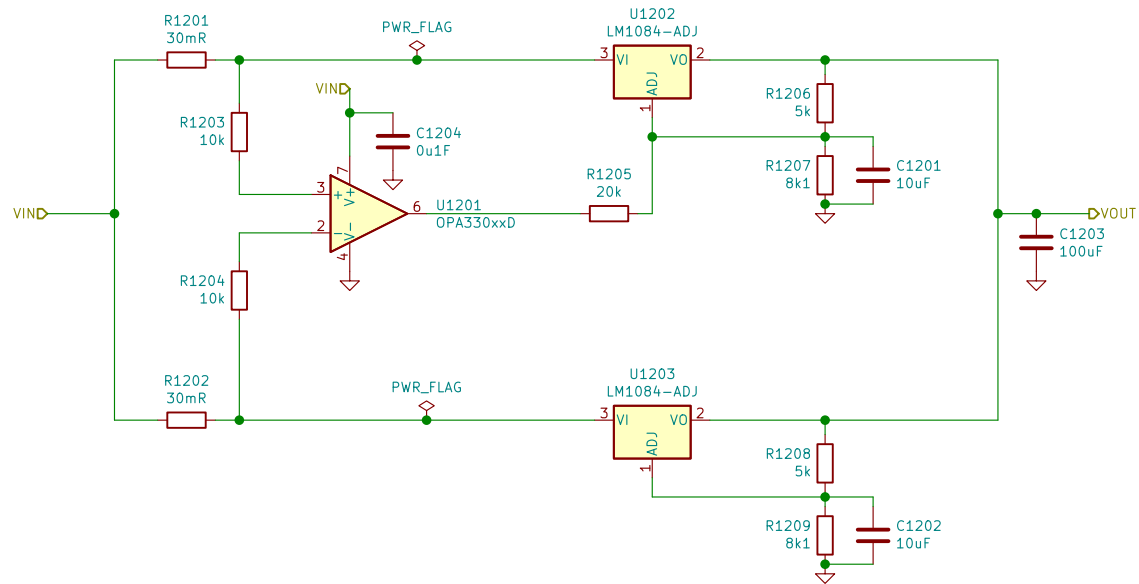 R1201
30mR
PWR_FLAG
U1202
LM1084-ADJ
3
VI
VO
2
ADJ
1
VIN
R1203
10k
C1204
0u1F
R1206
5k
R1207
8k1
C1201
10uF
7
3
+
V+
6
U1201
OPA330xxD
R1205
20k
VIN
VOUT
2
-
V-
4
C1203
100uF
R1204
10k
R1202
30mR
PWR_FLAG
U1203
LM1084-ADJ
3
VI
VO
2
ADJ
1
R1208
5k
R1209
8k1
C1202
10uF